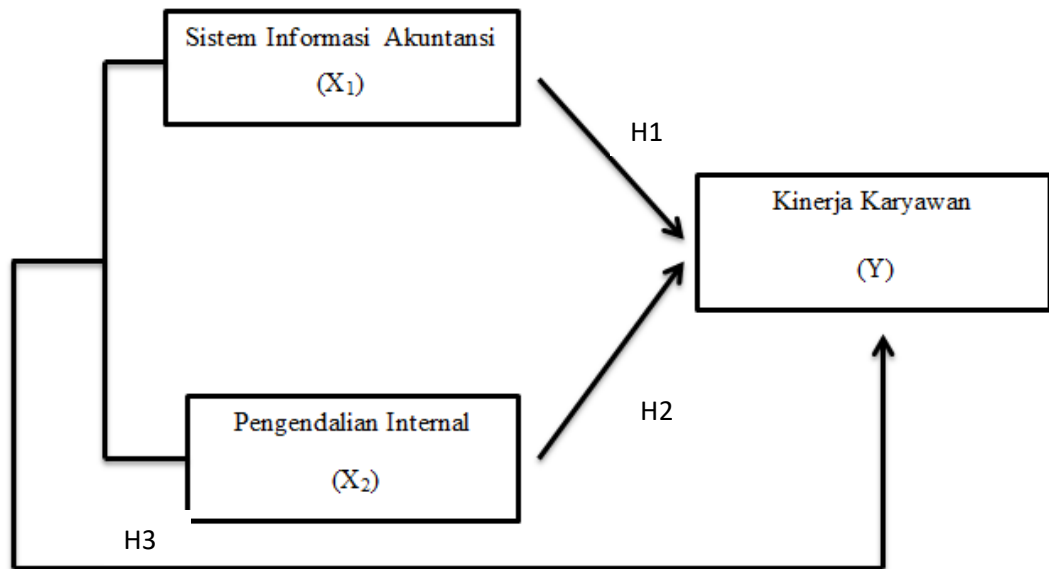 Sistem Informasi Akuntansi
(X₁)
H1
Kinerja Karyawan
(Y)
H2
Pengendalian Internal
(X₂)
H3